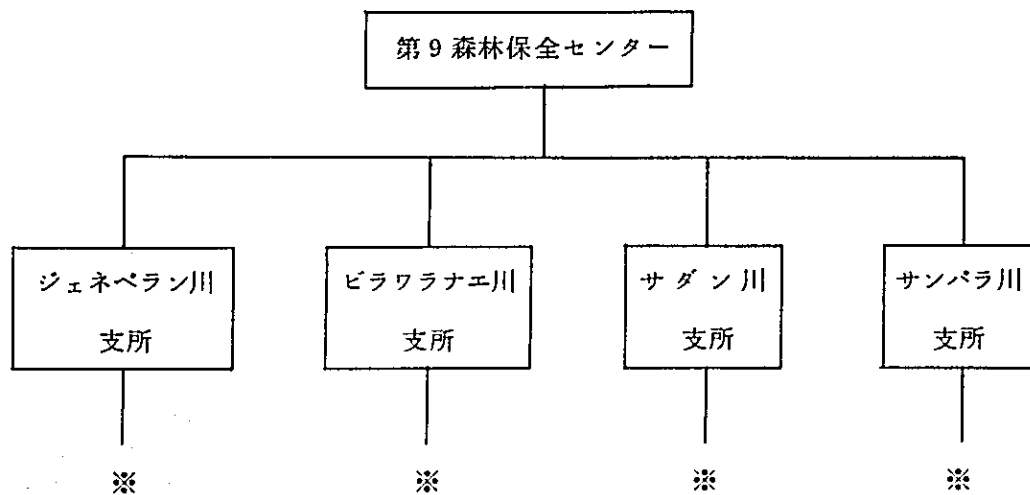 第9森林保全センター
ジェネベラン川
支所
ビラワラナエ川
支所
サダン川
支所
サンパラ川
支所
※
※
※
※